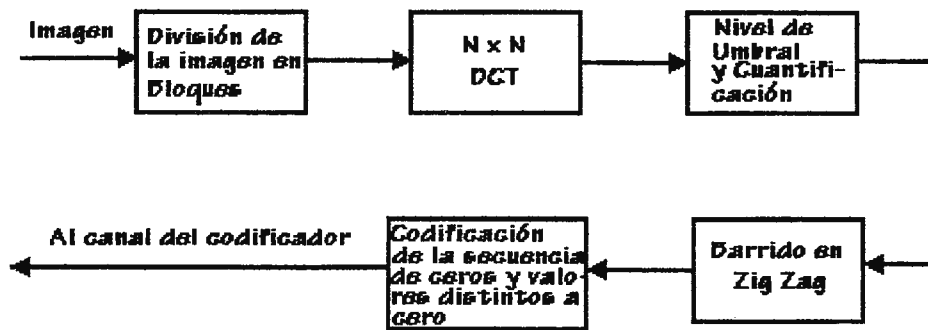 Imagen
División de
la imagen en
Bloques
N x N
DCT
Nivel de
Umbral
y Cuantifi-
cación
Al canal del codificador
Codificación
de la secuencia
de ceros y valo-
res distintos a
cero
Barrido en
Zig Zag